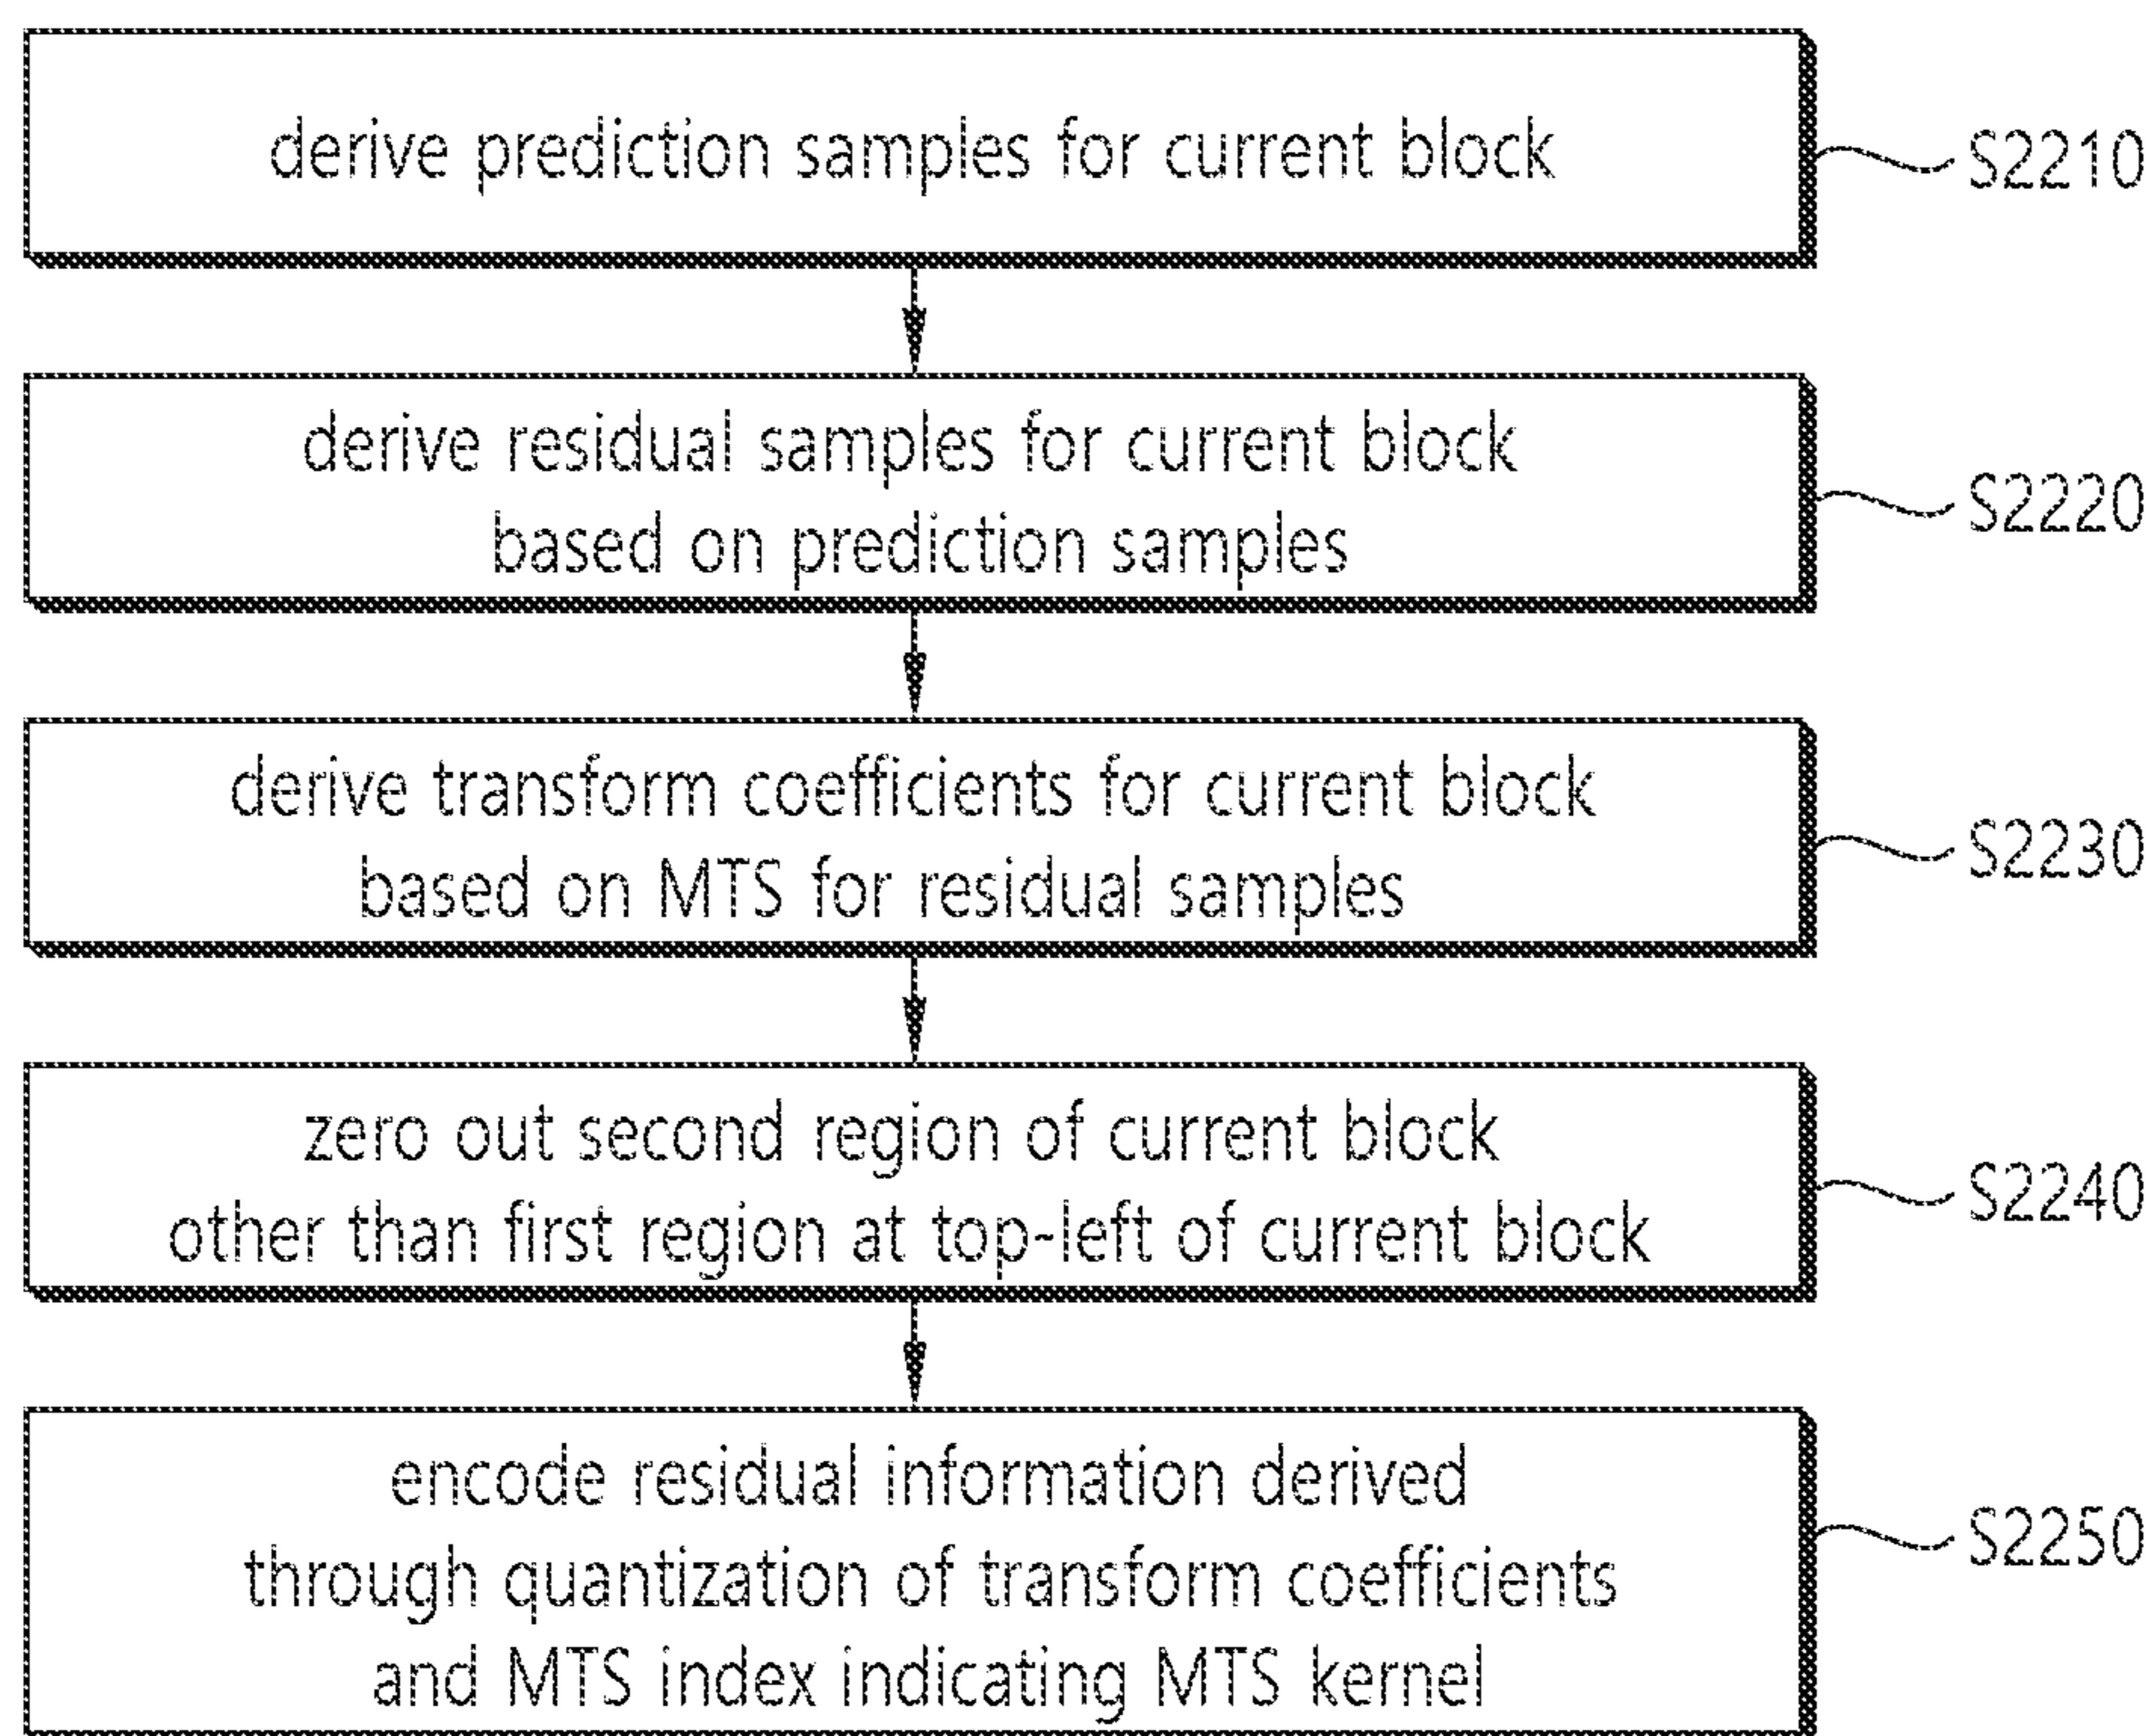 derive prediction samples for current block
S2210
derive residual samples for current block
based on prediction samples
S2220
derive transform coefficients for current block
based on MTS for residual samples
S2230
zero out second region of current block
other than first region at top-left of current block
S2240
encode residual information derived
through quantization of transform coefficients
and MTS index indicating MTS kernel
S2250